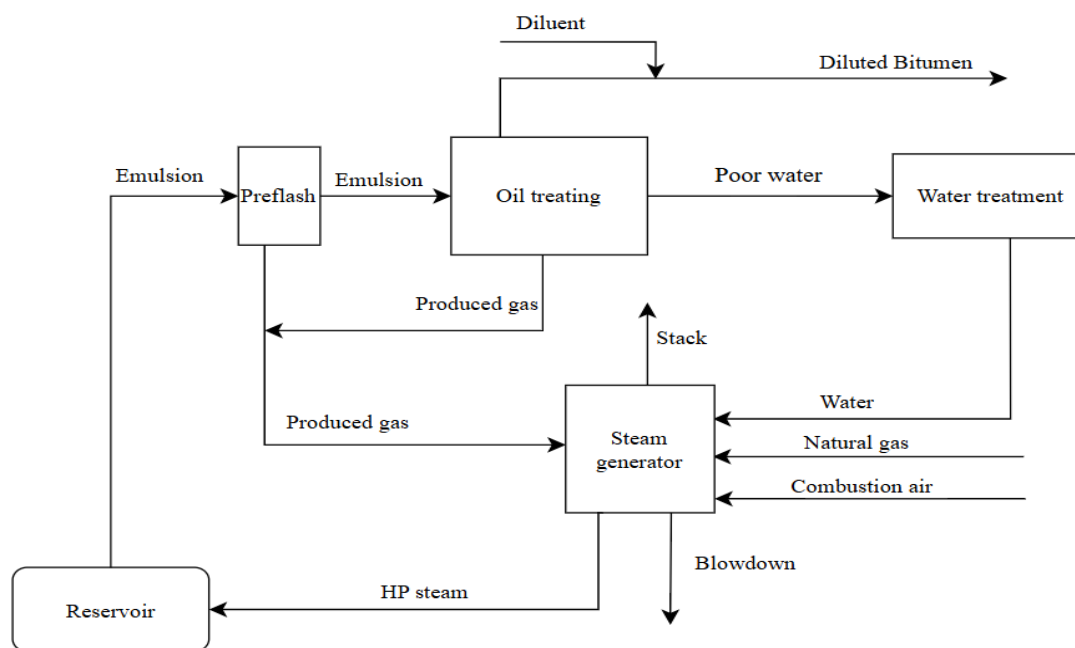 Diluent
Diluted Bitumen
Emulsion
Preflash
Emulsion
Oil treating
Poor water
Water treatment
Produced gas
Stack
Produced gas
Steam
generator
Water
Natural gas
Combustion air
Blowdown
HP steam
Reservoir